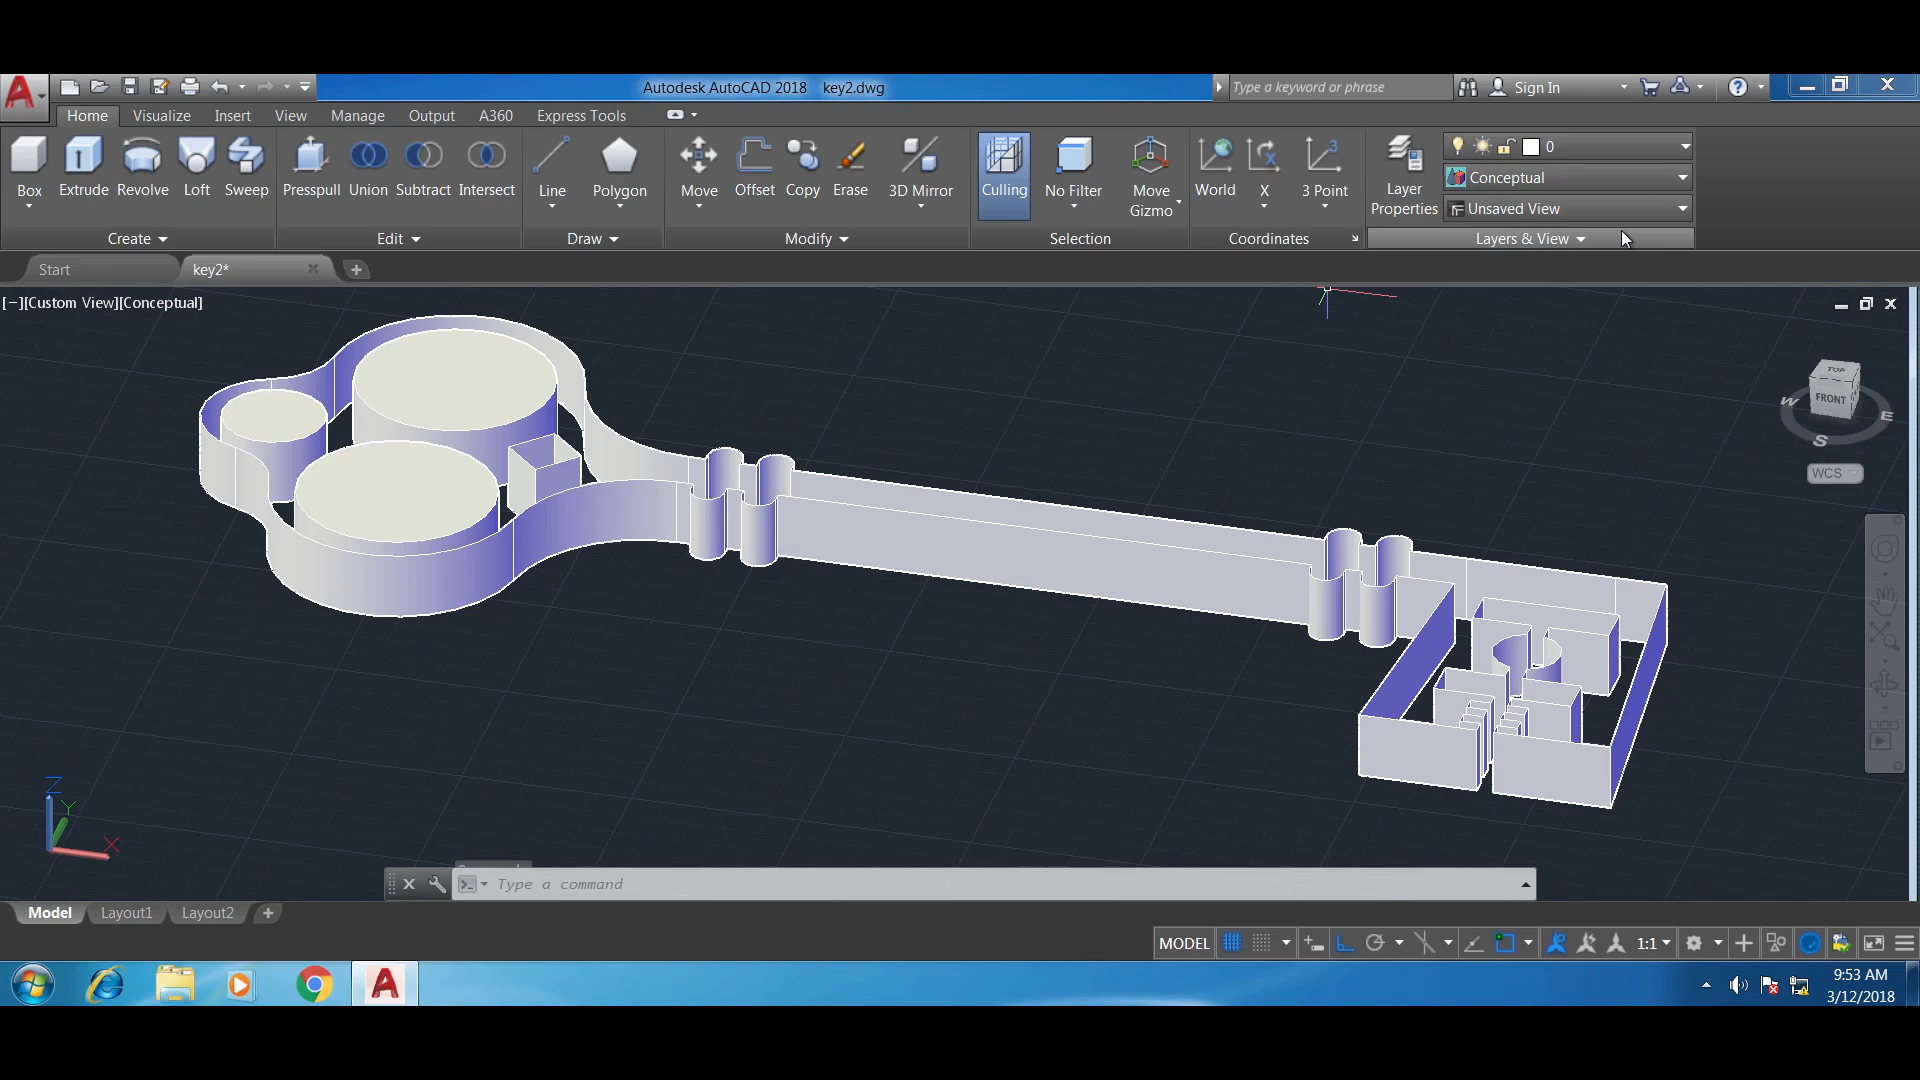 Autodesk AutoCAD 2018 key2.dwg
Type a keyword or phrase
Sign In
Home Visualize Insert View Manage Output A360 Express Tools
Box Extrude Revolve Loft Sweep Presspull Union Subtract Intersect Line Polygon Move Offset Copy Erase 3D Mirror Culling No Filter Move Gizmo World X 3 Point Layer Properties
0
Conceptual
Unsaved View
Create Edit Draw Modify Selection Coordinates Layers & View
Start key2*
[−][Custom View][Conceptual]
TOP
FRONT
W E
S
WCS
Z
Y
X
Type a command
Model Layout1 Layout2
MODEL 1:1
9:53 AM
3/12/2018